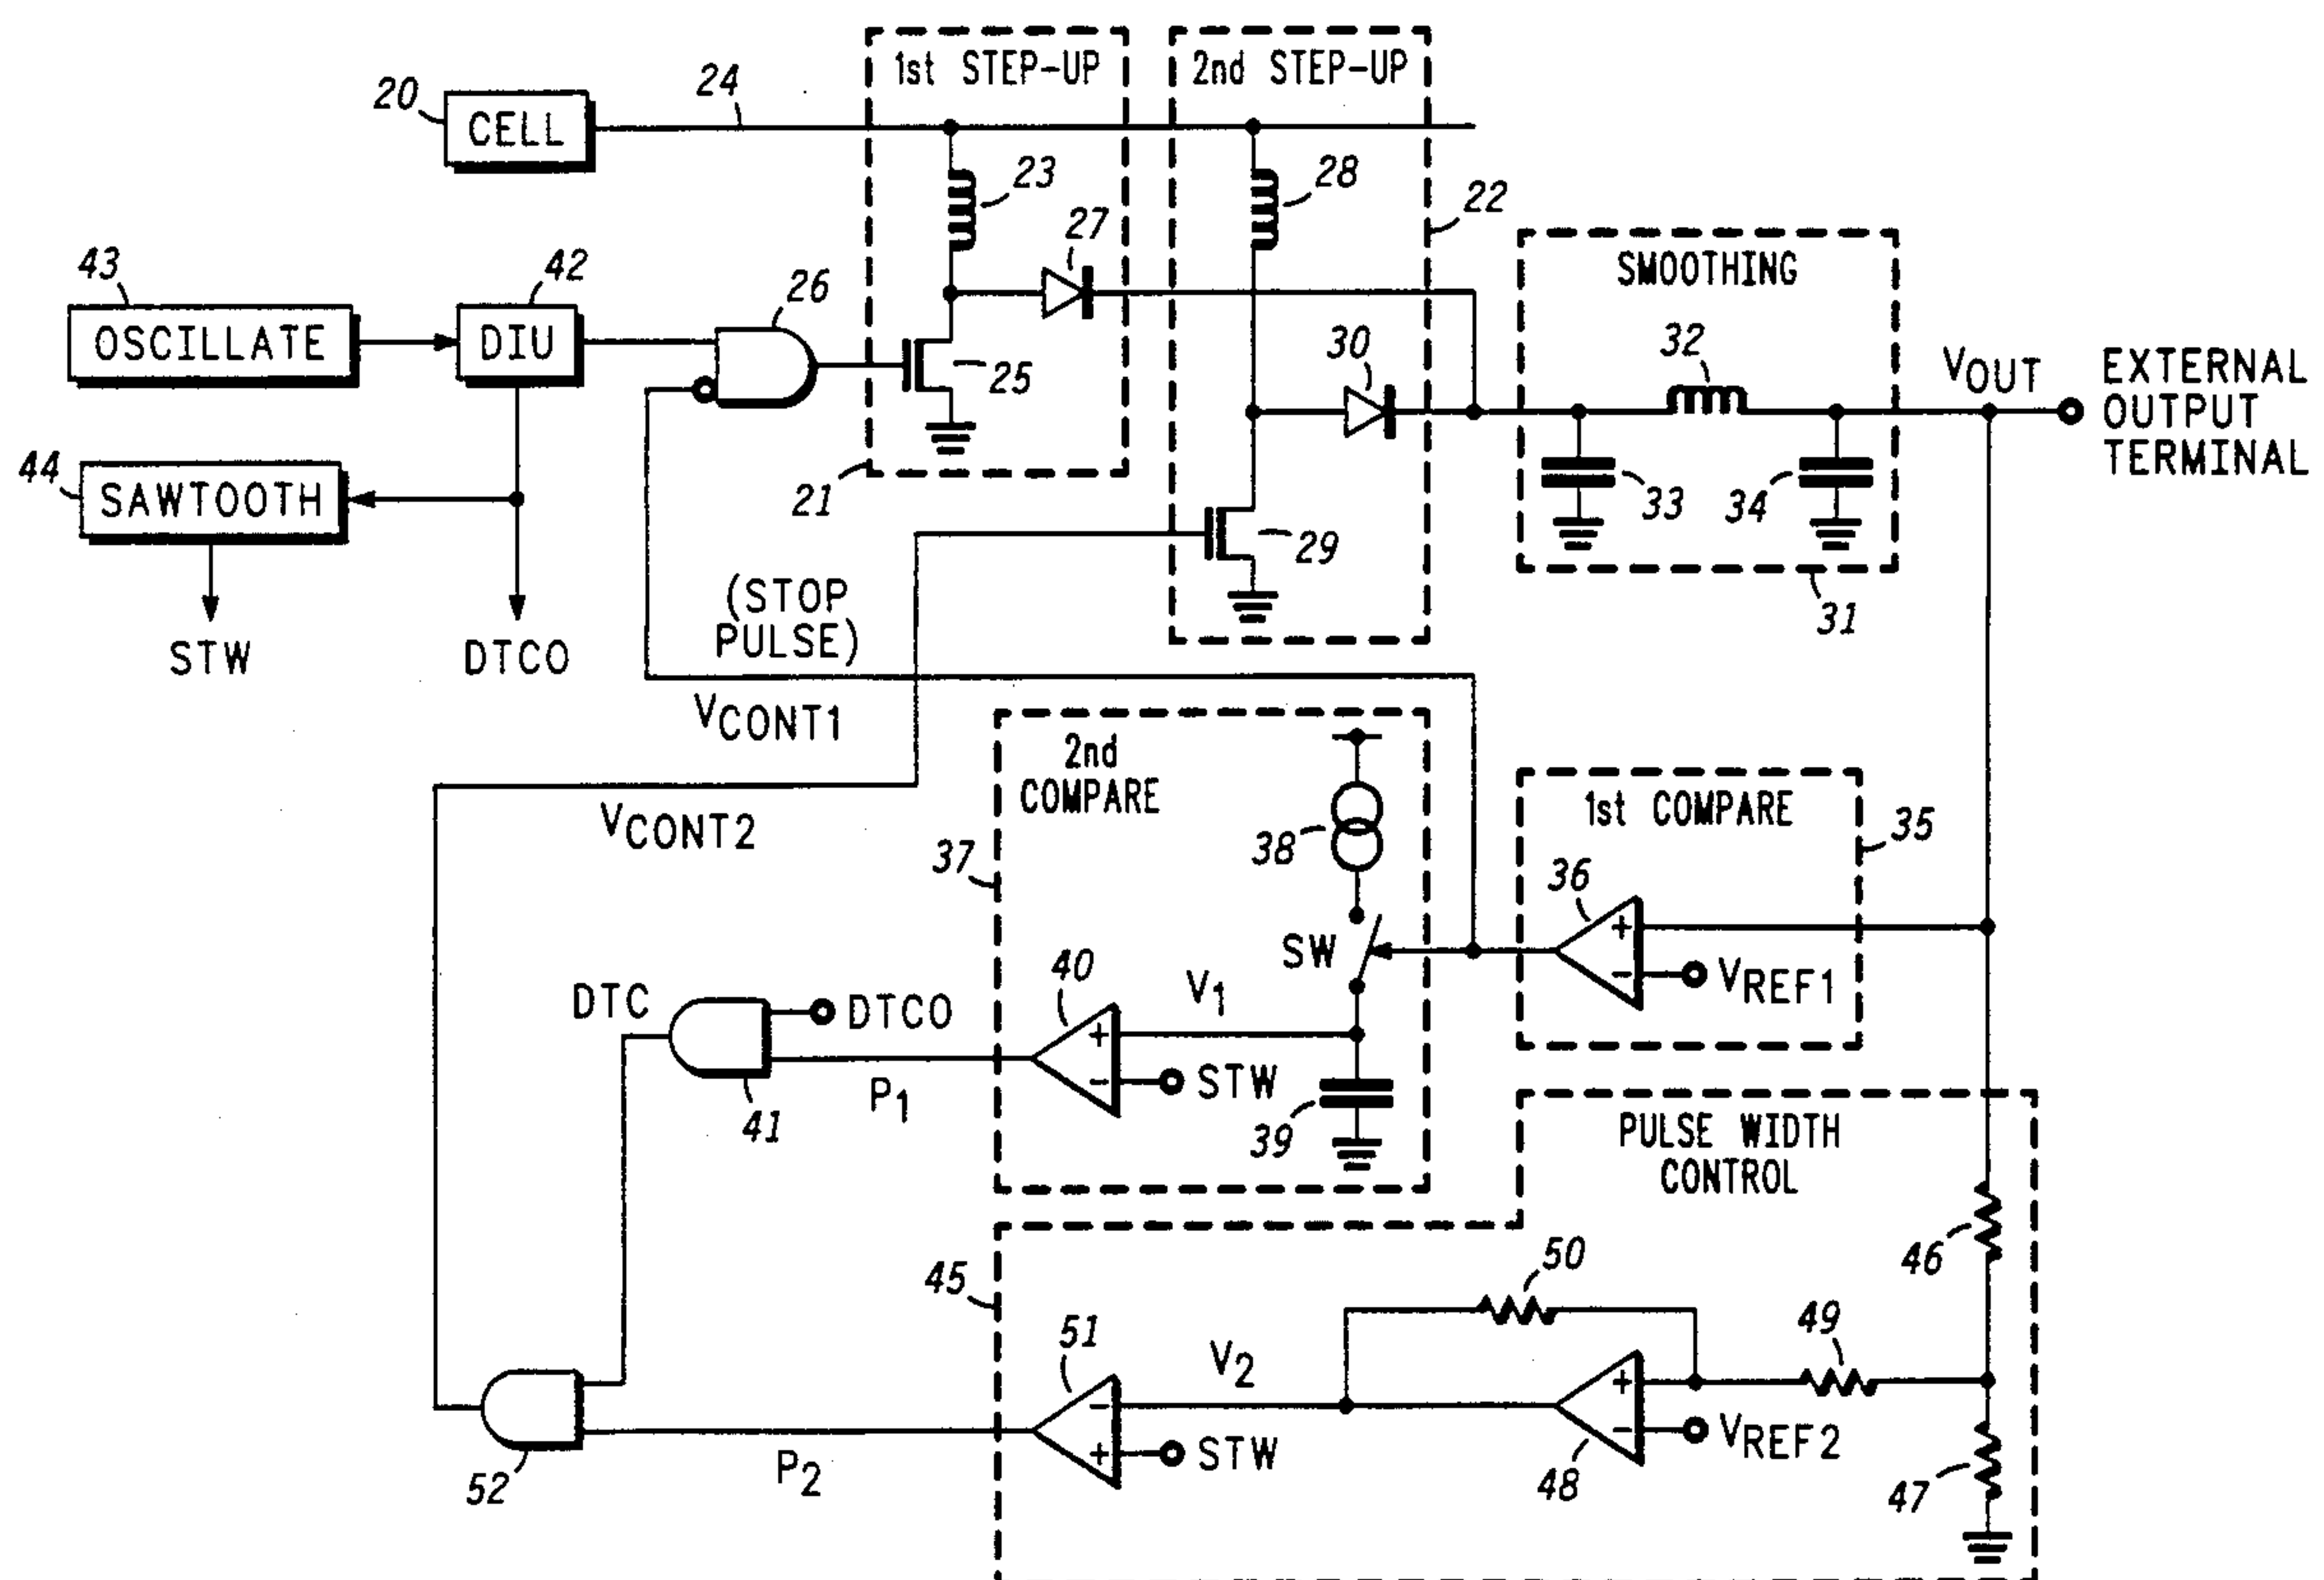 1st STEP-UP
2nd STEP-UP
20
CELL
24
23
28
22
27
43
OSCILLATE
42
DIU
26
25
30
SMOOTHING
32
VOUT
EXTERNAL
OUTPUT
TERMINAL
44
SAWTOOTH
21
29
33
34
31
STW
DTCO
(STOP
PULSE)
VCONT1
VCONT2
2nd
COMPARE
38
37
1st COMPARE
35
36
SW
VREF1
DTC
DTCO
40
V1
STW
41
P1
39
PULSE WIDTH
CONTROL
46
45
50
49
51
V2
VREF2
STW
48
47
52
P2